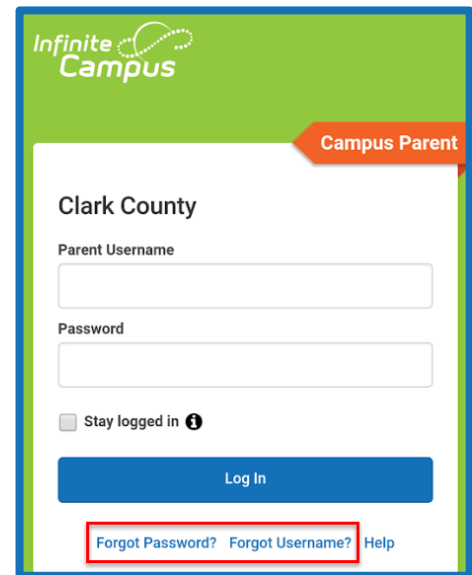 Infinite
Campus
Campus Parent
Clark County
Parent Username
Password
Stay logged in
Log In
Forgot Password? Forgot Username? Help